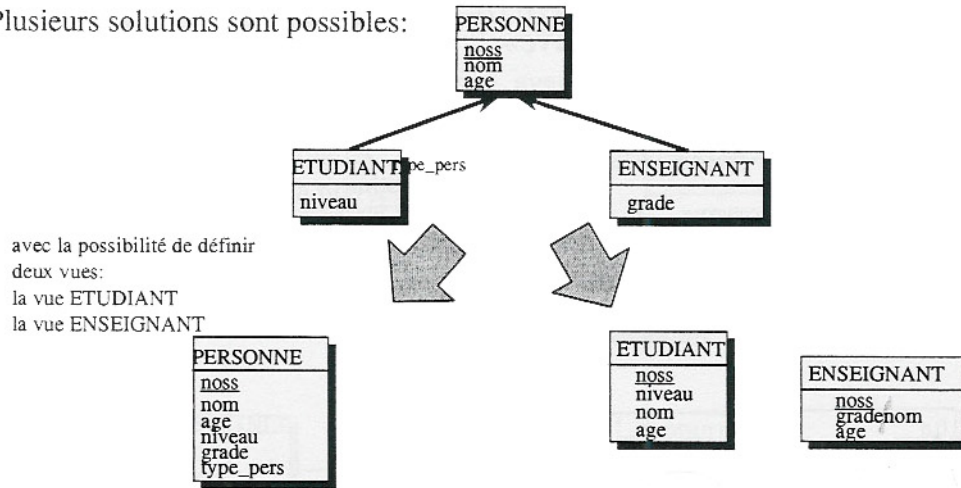 Plusieurs solutions sont possibles:
PERSONNE
noss
nom
age
ETUDIANT
type_pers
niveau
ENSEIGNANT
grade
avec la possibilité de définir
deux vues:
la vue ETUDIANT
la vue ENSEIGNANT
PERSONNE
noss
nom
age
niveau
grade
type_pers
ETUDIANT
noss
niveau
nom
age
ENSEIGNANT
noss
gradenom
age